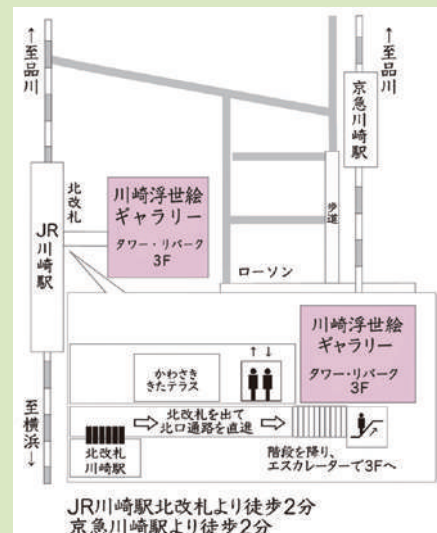 ↑至品川
↑至品川
京急川崎駅
北改札
川崎浮世絵
ギャラリー
タワー・リバーク
3F
歩道
JR川崎駅
ローソン
川崎浮世絵
ギャラリー
タワー・リバーク
3F
↑↓
かわさき
きたテラス
至横浜↓
北改札を出て
北口通路を直進
北改札
川崎駅
階段を降り、
エスカレーターで3Fへ
JR川崎駅北改札より徒歩2分
京急川崎駅より徒歩2分